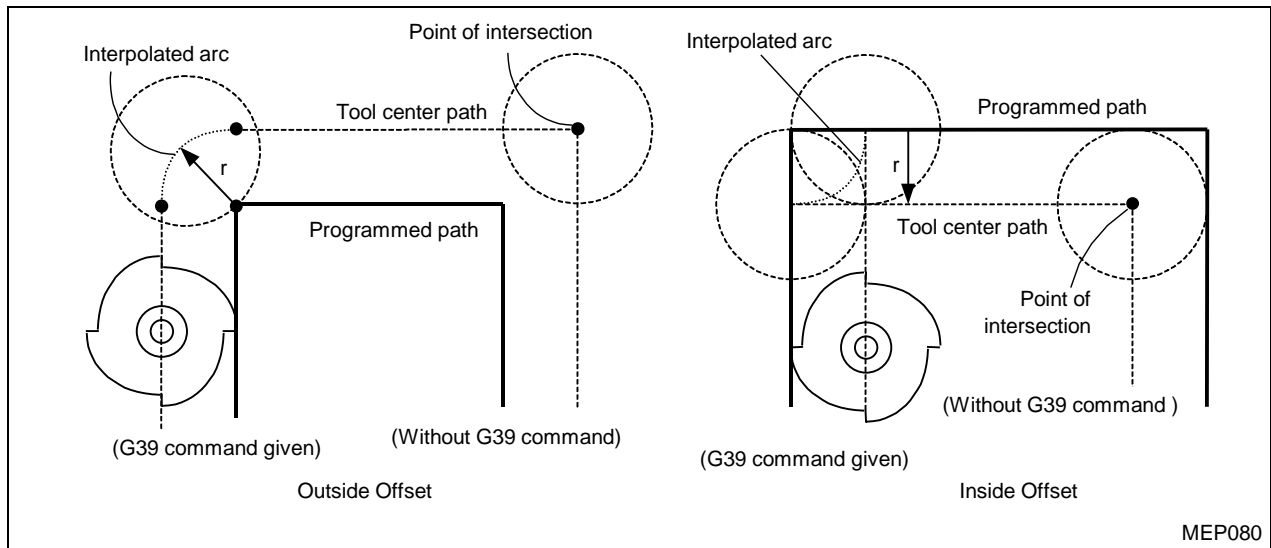 Interpolated arc
Point of intersection
Tool center path
r
Programmed path
(G39 command given)
(Without G39 command)
Outside Offset
Interpolated arc
Programmed path
r
Tool center path
Point of
intersection
(Without G39 command )
(G39 command given)
Inside Offset
MEP080